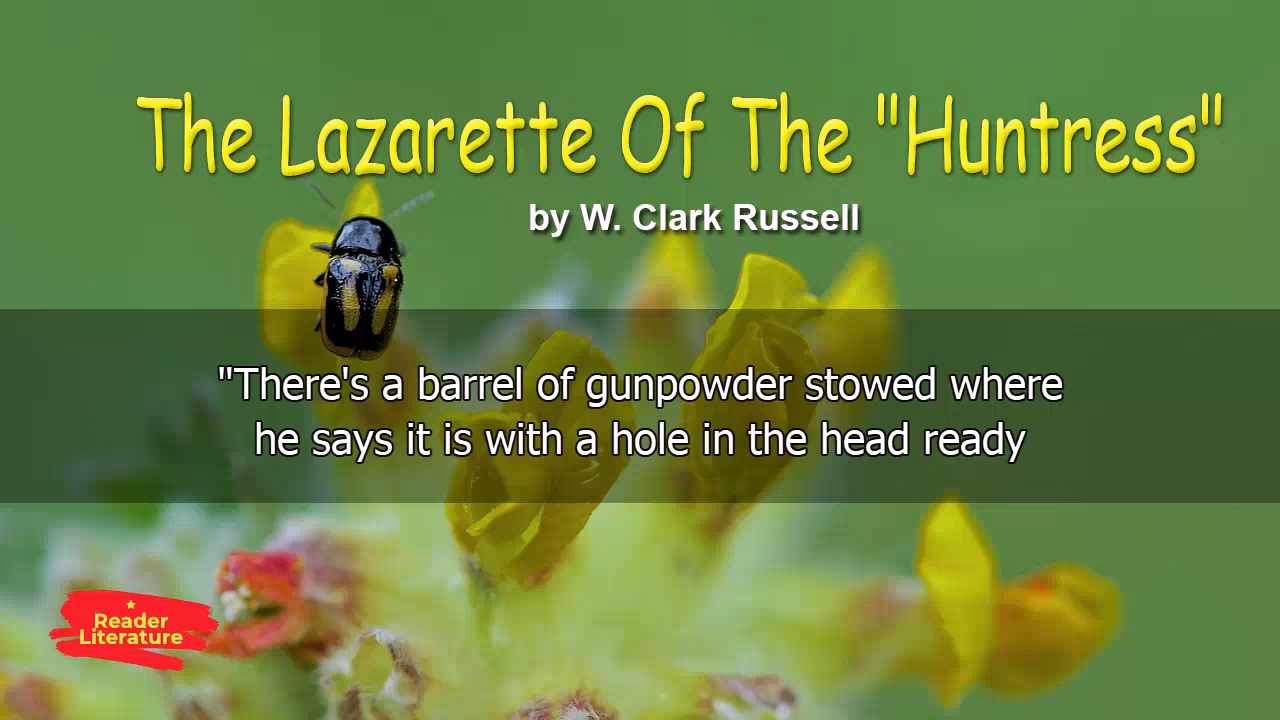 The Lazarette Of The "Huntress"
by W. Clark Russell
"There's a barrel of gunpowder stowed where
he says it is with a hole in the head ready
Reader
Literature